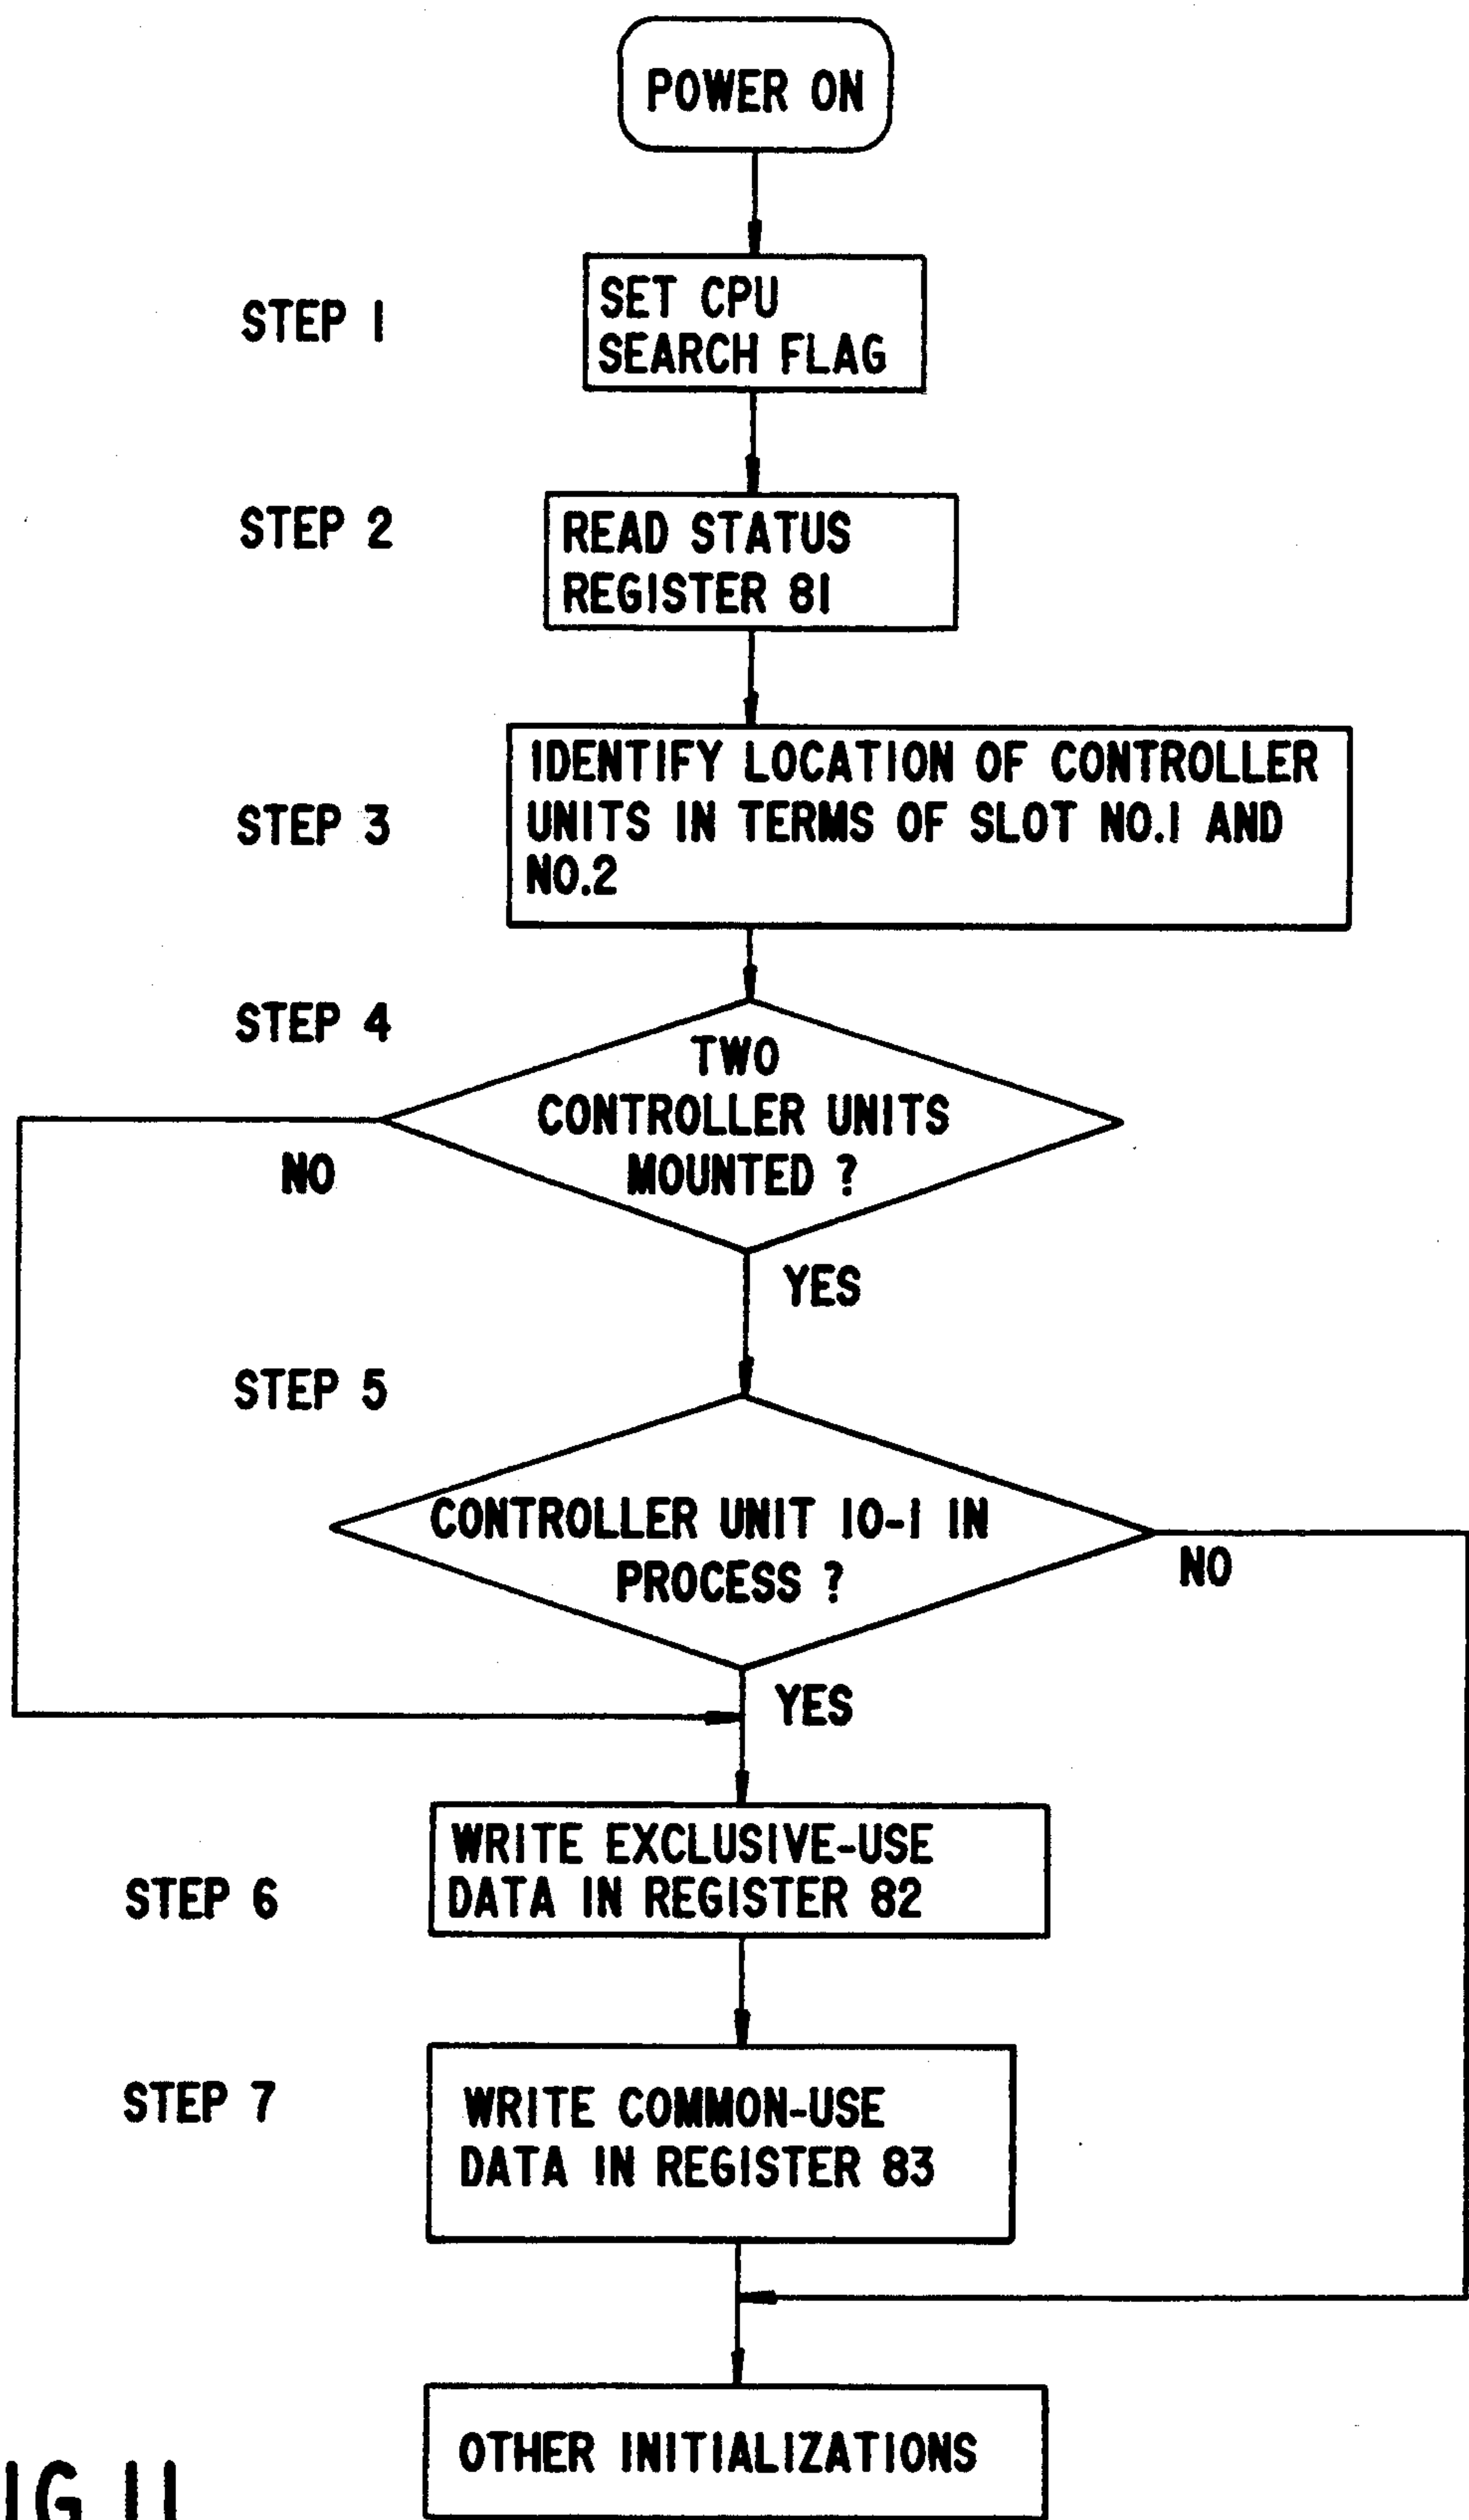 POWER ON
STEP 1
SET CPU
SEARCH FLAG
STEP 2
READ STATUS
REGISTER 81
STEP 3
IDENTIFY LOCATION OF CONTROLLER
UNITS IN TERMS OF SLOT NO.1 AND
NO.2
STEP 4
TWO
CONTROLLER UNITS
MOUNTED ?
NO
YES
STEP 5
CONTROLLER UNIT 10-1 IN
PROCESS ?
NO
YES
STEP 6
WRITE EXCLUSIVE-USE
DATA IN REGISTER 82
STEP 7
WRITE COMMON-USE
DATA IN REGISTER 83
OTHER INITIALIZATIONS
IG 11